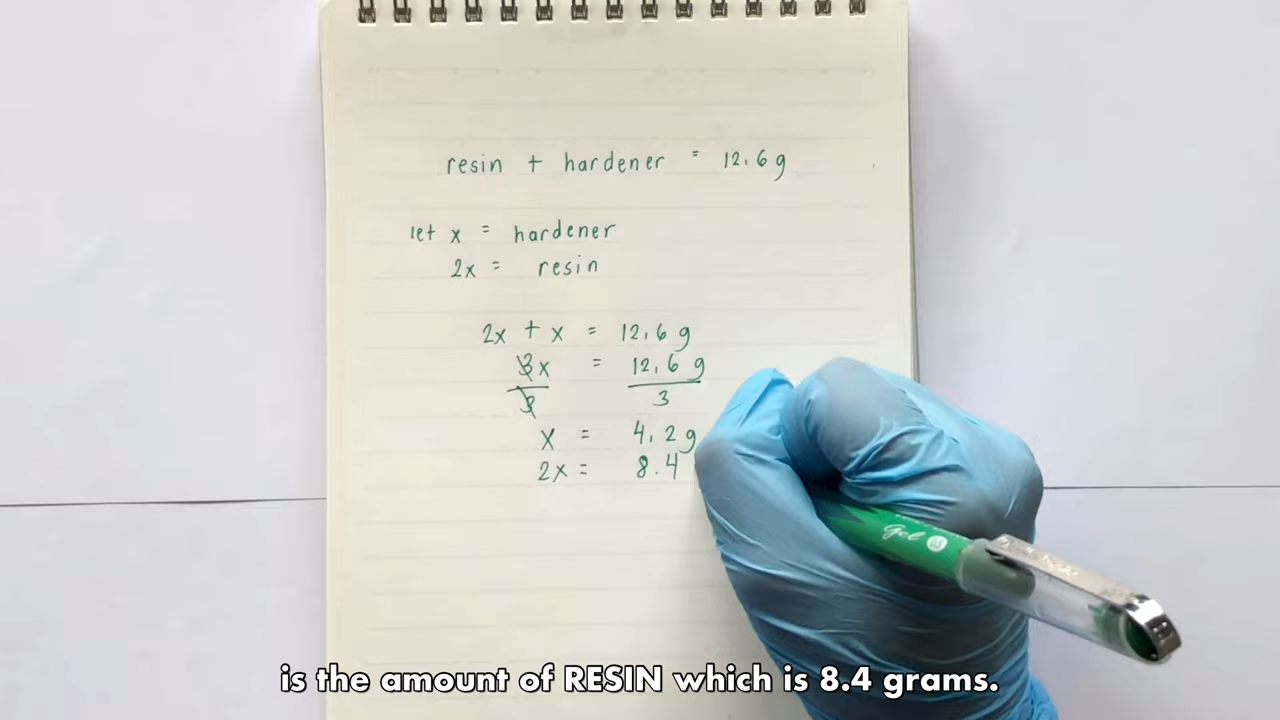 resin + hardener = 12.6 g
let x = hardener
2x = resin
2x + x = 12.6 g
3x = 12.6 g
3 3
x = 4.2 g
2x = 8.4
Gel
is the amount of RESIN which is 8.4 grams.